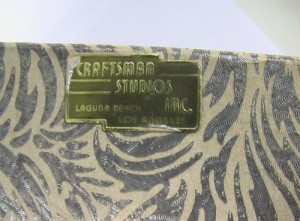 CRAFTSMAN
STUDIOS
LAGUNA BEACH INC.
LOS ANGELES